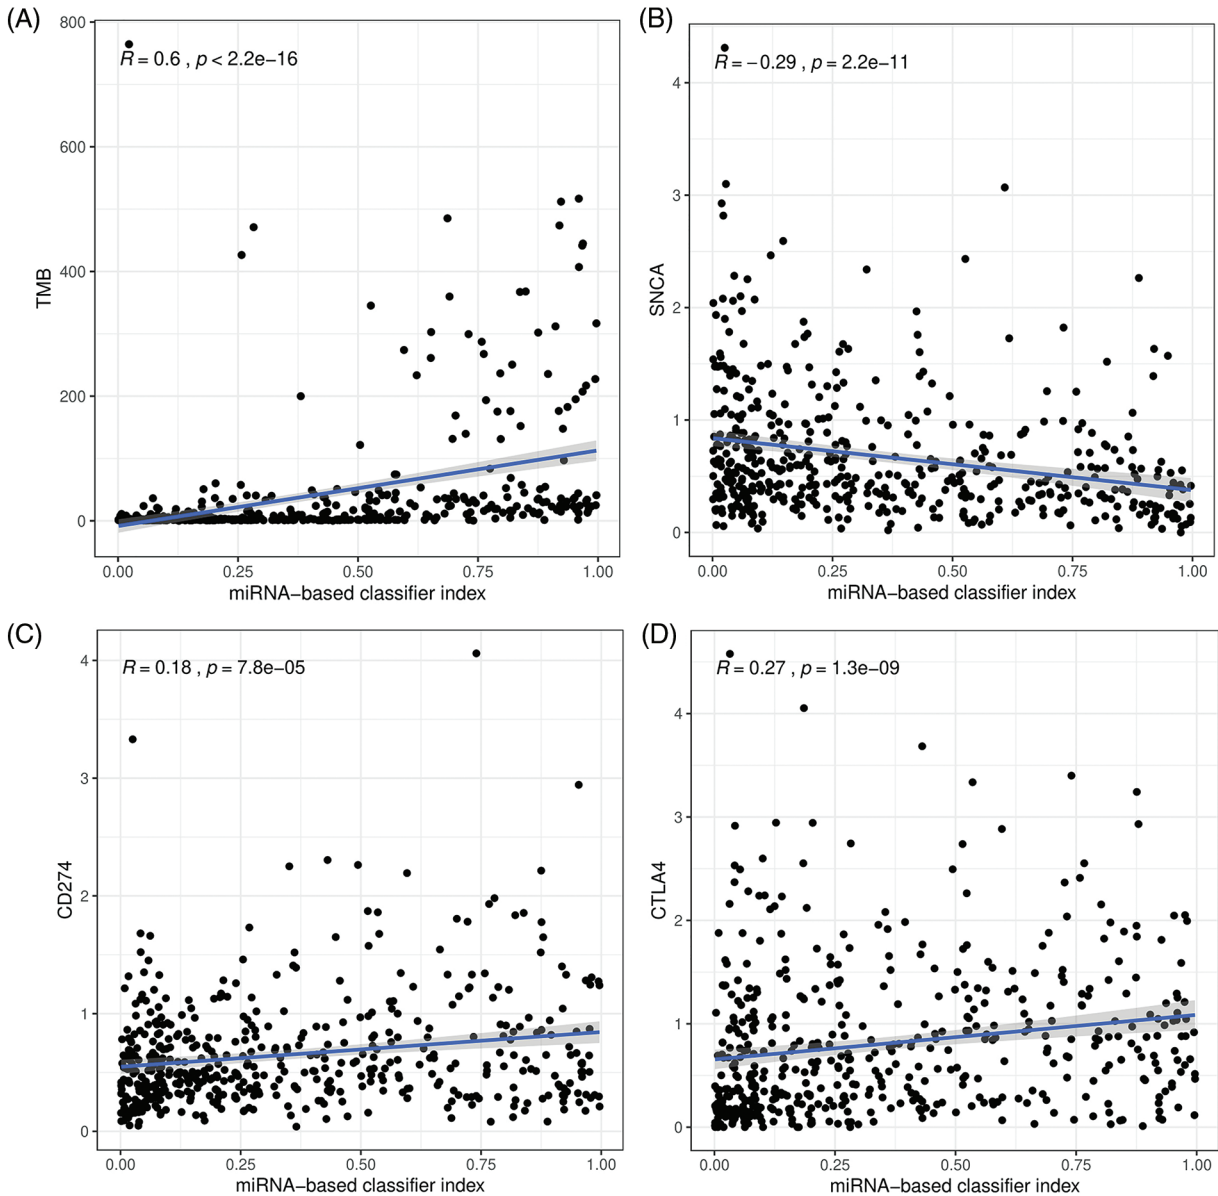 (A)
R = 0.6 , p < 2.2e−16
TMB
800
600
400
200
0
0.00 0.25 0.50 0.75 1.00
miRNA−based classifier index
(B)
R = −0.29 , p = 2.2e−11
SNCA
4
3
2
1
0
0.00 0.25 0.50 0.75 1.00
miRNA−based classifier index
(C)
R = 0.18 , p = 7.8e−05
CD274
4
3
2
1
0
0.00 0.25 0.50 0.75 1.00
miRNA−based classifier index
(D)
R = 0.27 , p = 1.3e−09
CTLA4
4
3
2
1
0
0.00 0.25 0.50 0.75 1.00
miRNA−based classifier index